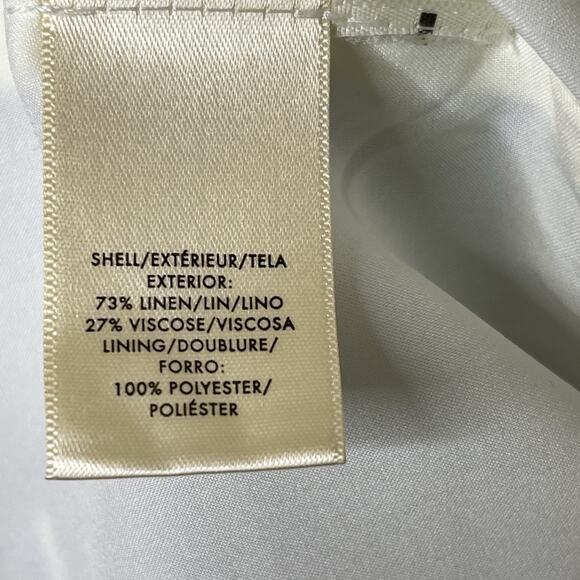 SHELL/EXTÉRIEUR/TELA
EXTERIOR:
73% LINEN/LIN/LINO
27% VISCOSE/VISCOSA
LINING/DOUBLURE/
FORRO:
100% POLYESTER/
POLIÉSTER